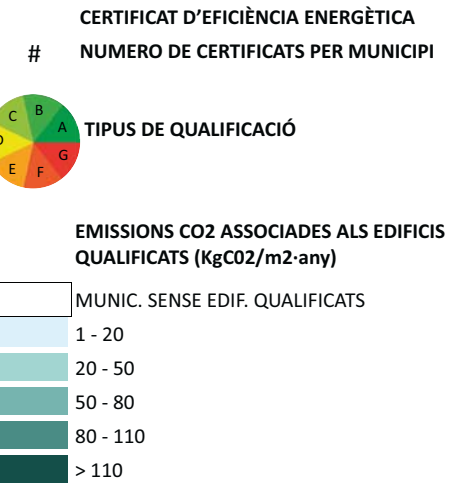 CERTIFICAT D’EFICIÈNCIA ENERGÈTICA
# NUMERO DE CERTIFICATS PER MUNICIPI
C B
D A TIPUS DE QUALIFICACIÓ
E F G
EMISSIONS CO2 ASSOCIADES ALS EDIFICIS
QUALIFICATS (KgC02/m2·any)
MUNIC. SENSE EDIF. QUALIFICATS
1 - 20
20 - 50
50 - 80
80 - 110
> 110